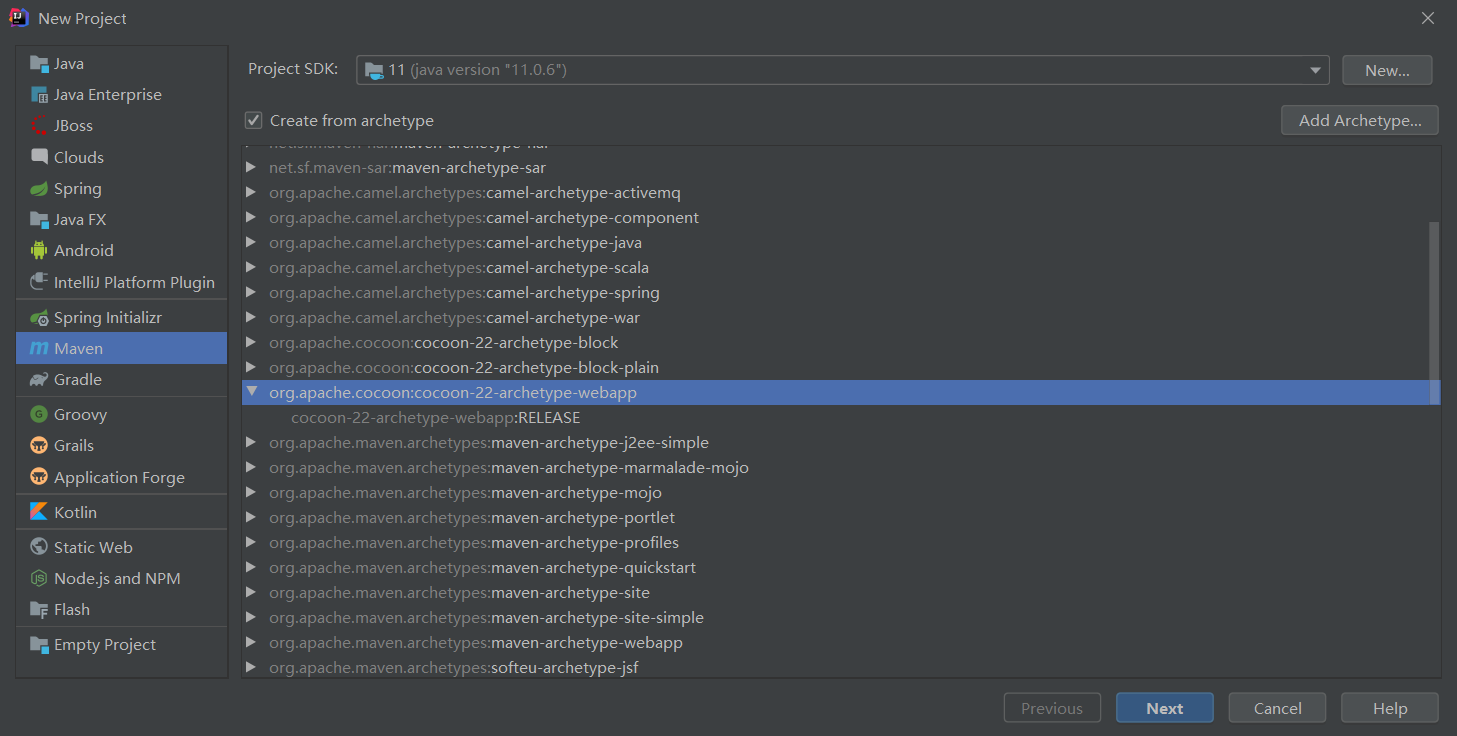 New Project
Java
Java Enterprise
JBoss
Clouds
Spring
Java FX
Android
IntelliJ Platform Plugin
Spring Initializr
Maven
Gradle
Groovy
Grails
Application Forge
Kotlin
Static Web
Node.js and NPM
Flash
Empty Project
Project SDK: 11 (java version "11.0.6") New...
Create from archetype Add Archetype...
net.sf.maven-sar:maven-archetype-sar
org.apache.camel.archetypes:camel-archetype-activemq
org.apache.camel.archetypes:camel-archetype-component
org.apache.camel.archetypes:camel-archetype-java
org.apache.camel.archetypes:camel-archetype-scala
org.apache.camel.archetypes:camel-archetype-spring
org.apache.camel.archetypes:camel-archetype-war
org.apache.cocoon:cocoon-22-archetype-block
org.apache.cocoon:cocoon-22-archetype-block-plain
org.apache.cocoon:cocoon-22-archetype-webapp
cocoon-22-archetype-webapp:RELEASE
org.apache.maven.archetypes:maven-archetype-j2ee-simple
org.apache.maven.archetypes:maven-archetype-marmalade-mojo
org.apache.maven.archetypes:maven-archetype-mojo
org.apache.maven.archetypes:maven-archetype-portlet
org.apache.maven.archetypes:maven-archetype-profiles
org.apache.maven.archetypes:maven-archetype-quickstart
org.apache.maven.archetypes:maven-archetype-site
org.apache.maven.archetypes:maven-archetype-site-simple
org.apache.maven.archetypes:maven-archetype-webapp
org.apache.maven.archetypes:softeu-archetype-jsf
Previous Next Cancel Help